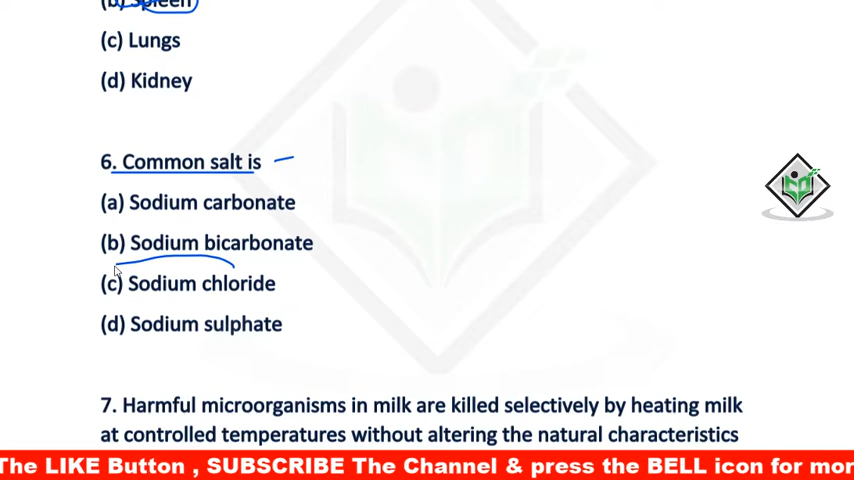 (b) Spleen
(c) Lungs
(d) Kidney
6. Common salt is
(a) Sodium carbonate
(b) Sodium bicarbonate
(c) Sodium chloride
(d) Sodium sulphate
7. Harmful microorganisms in milk are killed selectively by heating milk
at controlled temperatures without altering the natural characteristics
The LIKE Button , SUBSCRIBE The Channel & press the BELL icon for mor